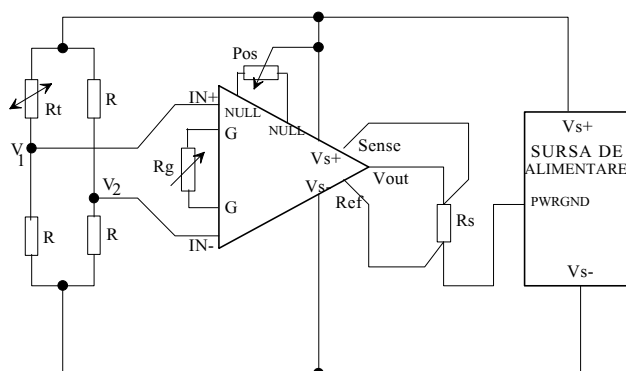 Pos
Rt
R
IN+
NULL
NULL
Vs+
SURSA DE
ALIMENTARE
PWRGND
Vs-
V1
G
Rg
G
Vs+
Sense
Vs-
Vout
Ref
V2
R
R
IN-
Rs